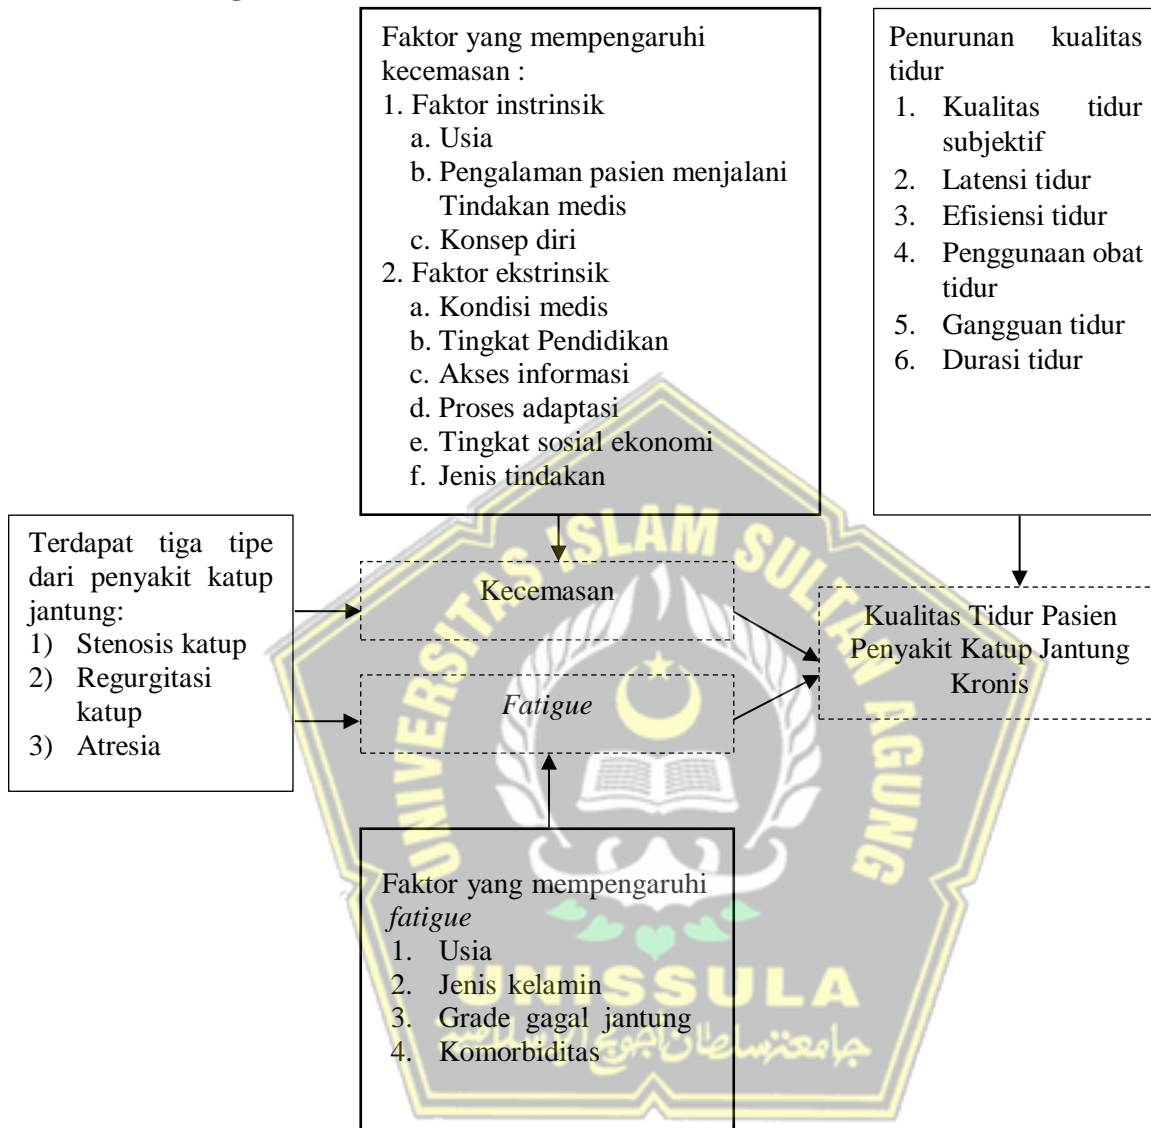 Faktor yang mempengaruhi
kecemasan :
1. Faktor instrinsik
a. Usia
b. Pengalaman pasien menjalani
Tindakan medis
c. Konsep diri
2. Faktor ekstrinsik
a. Kondisi medis
b. Tingkat Pendidikan
c. Akses informasi
d. Proses adaptasi
e. Tingkat sosial ekonomi
f. Jenis tindakan
Penurunan kualitas
tidur
1. Kualitas tidur
subjektif
2. Latensi tidur
3. Efisiensi tidur
4. Penggunaan obat
tidur
5. Gangguan tidur
6. Durasi tidur
Terdapat tiga tipe
dari penyakit katup
jantung:
1) Stenosis katup
2) Regurgitasi
katup
3) Atresia
Kecemasan
Fatigue
Kualitas Tidur Pasien
Penyakit Katup Jantung
Kronis
Faktor yang mempengaruhi
fatigue
1. Usia
2. Jenis kelamin
3. Grade gagal jantung
4. Komorbiditas
UNIVERSITAS ISLAM SULTAN AGUNG
UNISSULA